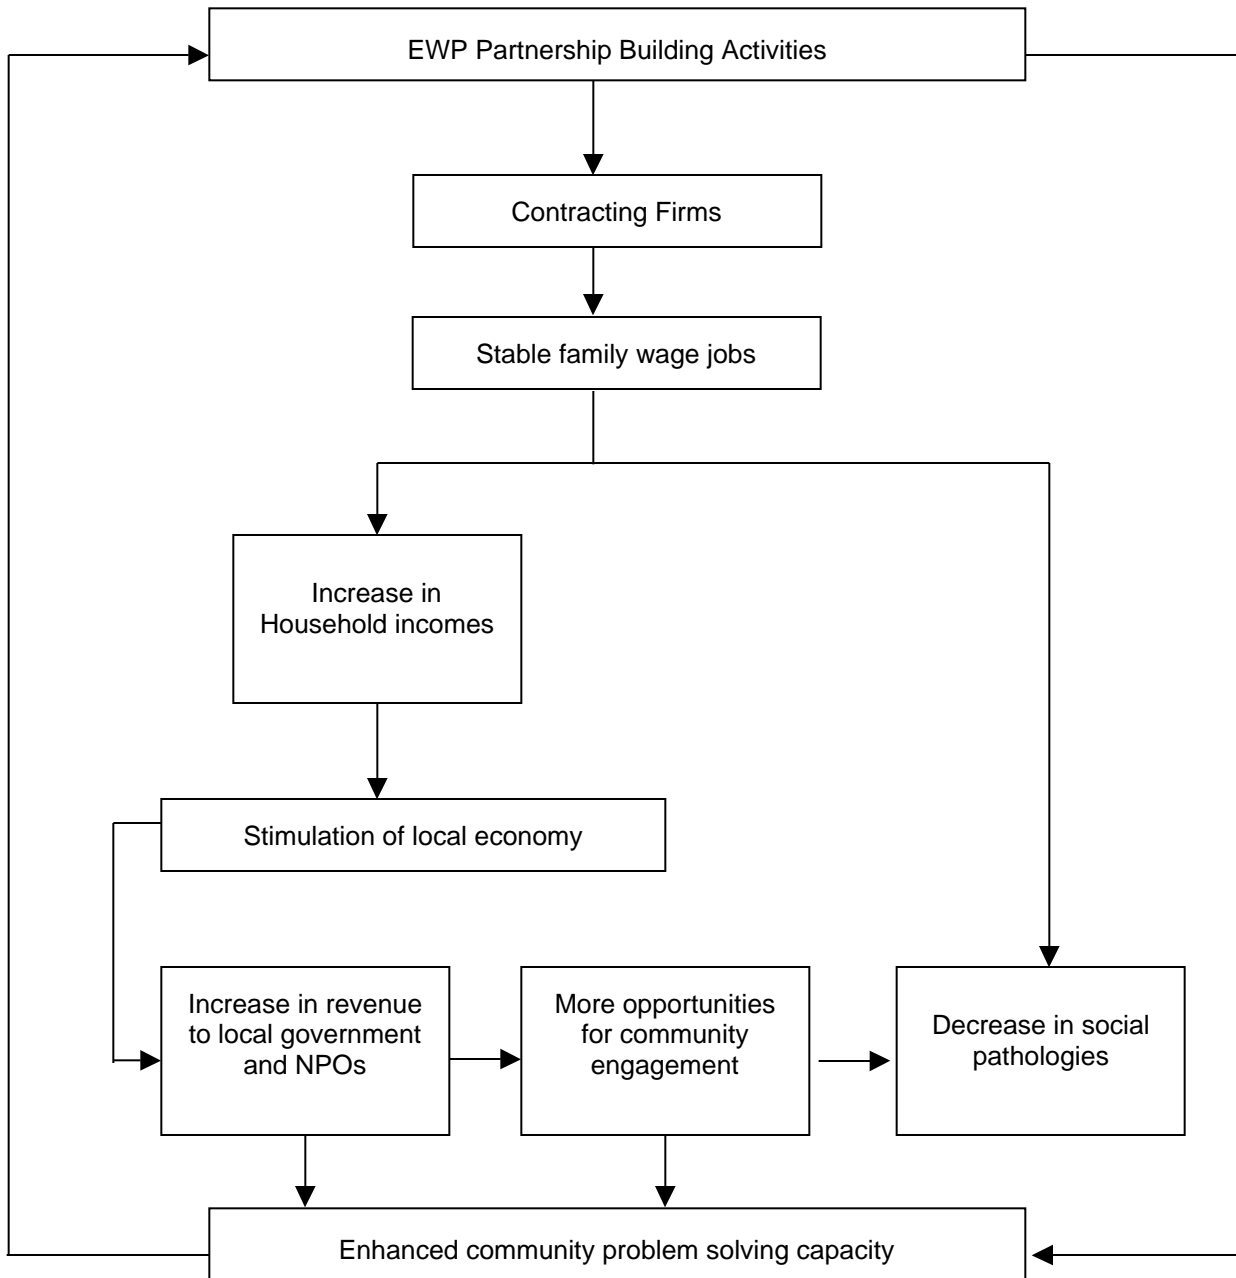 EWP Partnership Building Activities
Contracting Firms
Stable family wage jobs
Increase in
Household incomes
Stimulation of local economy
Increase in revenue
to local government
and NPOs
More opportunities
for community
engagement
Decrease in social
pathologies
Enhanced community problem solving capacity